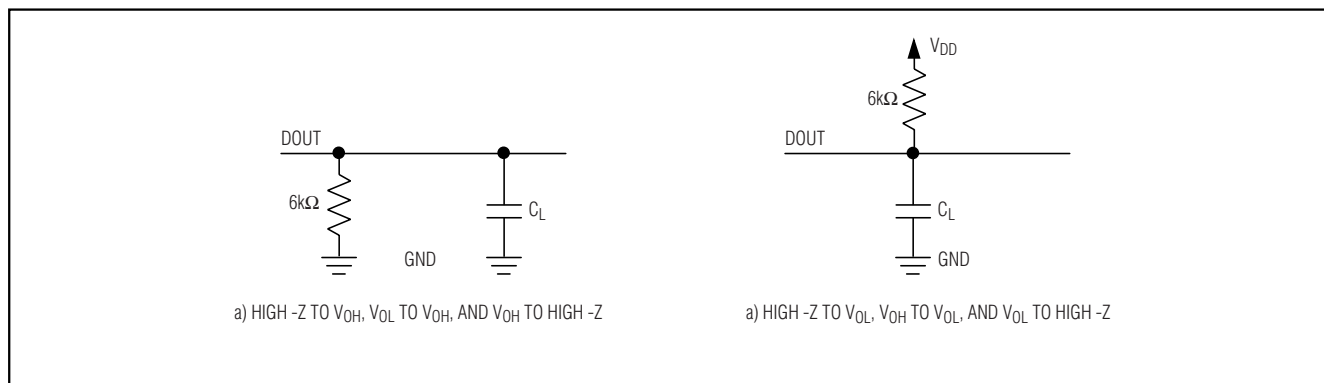 DOUT
6kΩ
C_L
GND
a) HIGH -Z TO V_OH, V_OL TO V_OH, AND V_OH TO HIGH -Z
V_DD
6kΩ
DOUT
C_L
GND
a) HIGH -Z TO V_OL, V_OH TO V_OL, AND V_OL TO HIGH -Z